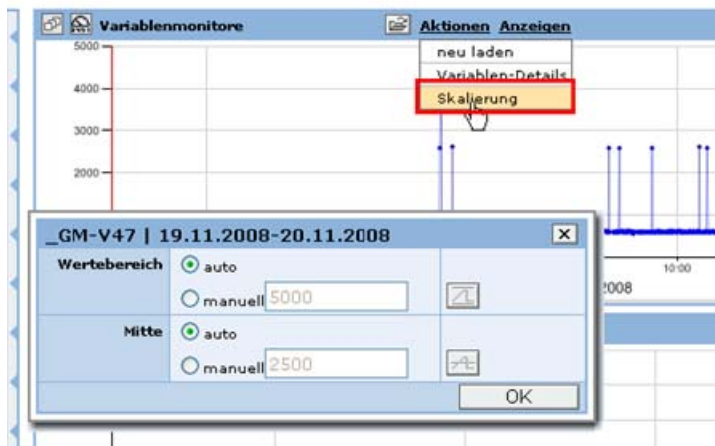 Variablenmonitore
Aktionen Anzeigen
neu laden
Variablen-Details
Skalierung
5000
4000
3000
2000
10:00
2008
_GM-V47 | 19.11.2008-20.11.2008
Wertebereich
auto
manuell 5000
Mitte
auto
manuell 2500
OK